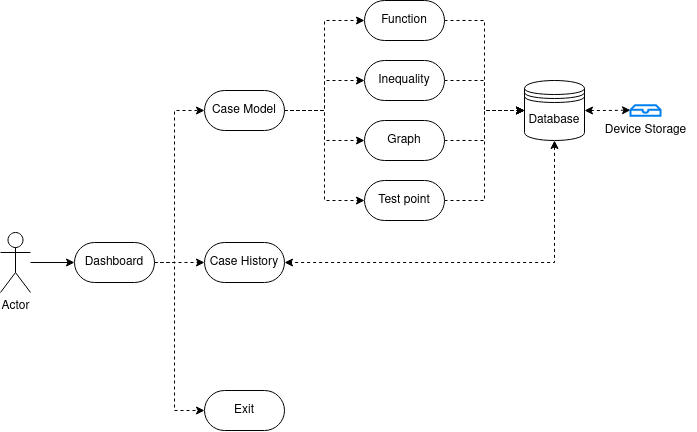 Function
Inequality
Case Model
Database
Device Storage
Graph
Test point
Dashboard
Case History
Actor
Exit